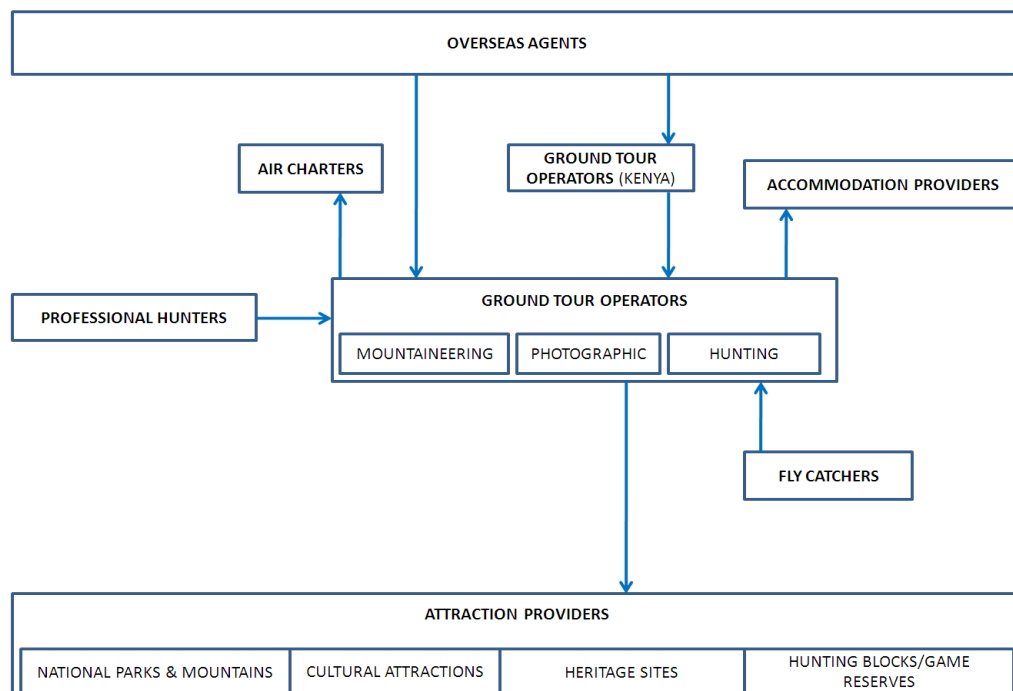 OVERSEAS AGENTS
AIR CHARTERS
GROUND TOUR
OPERATORS (KENYA)
ACCOMMODATION PROVIDERS
PROFESSIONAL HUNTERS
GROUND TOUR OPERATORS
MOUNTAINEERING
PHOTOGRAPHIC
HUNTING
FLY CATCHERS
ATTRACTION PROVIDERS
NATIONAL PARKS & MOUNTAINS
CULTURAL ATTRACTIONS
HERITAGE SITES
HUNTING BLOCKS/GAME
RESERVES